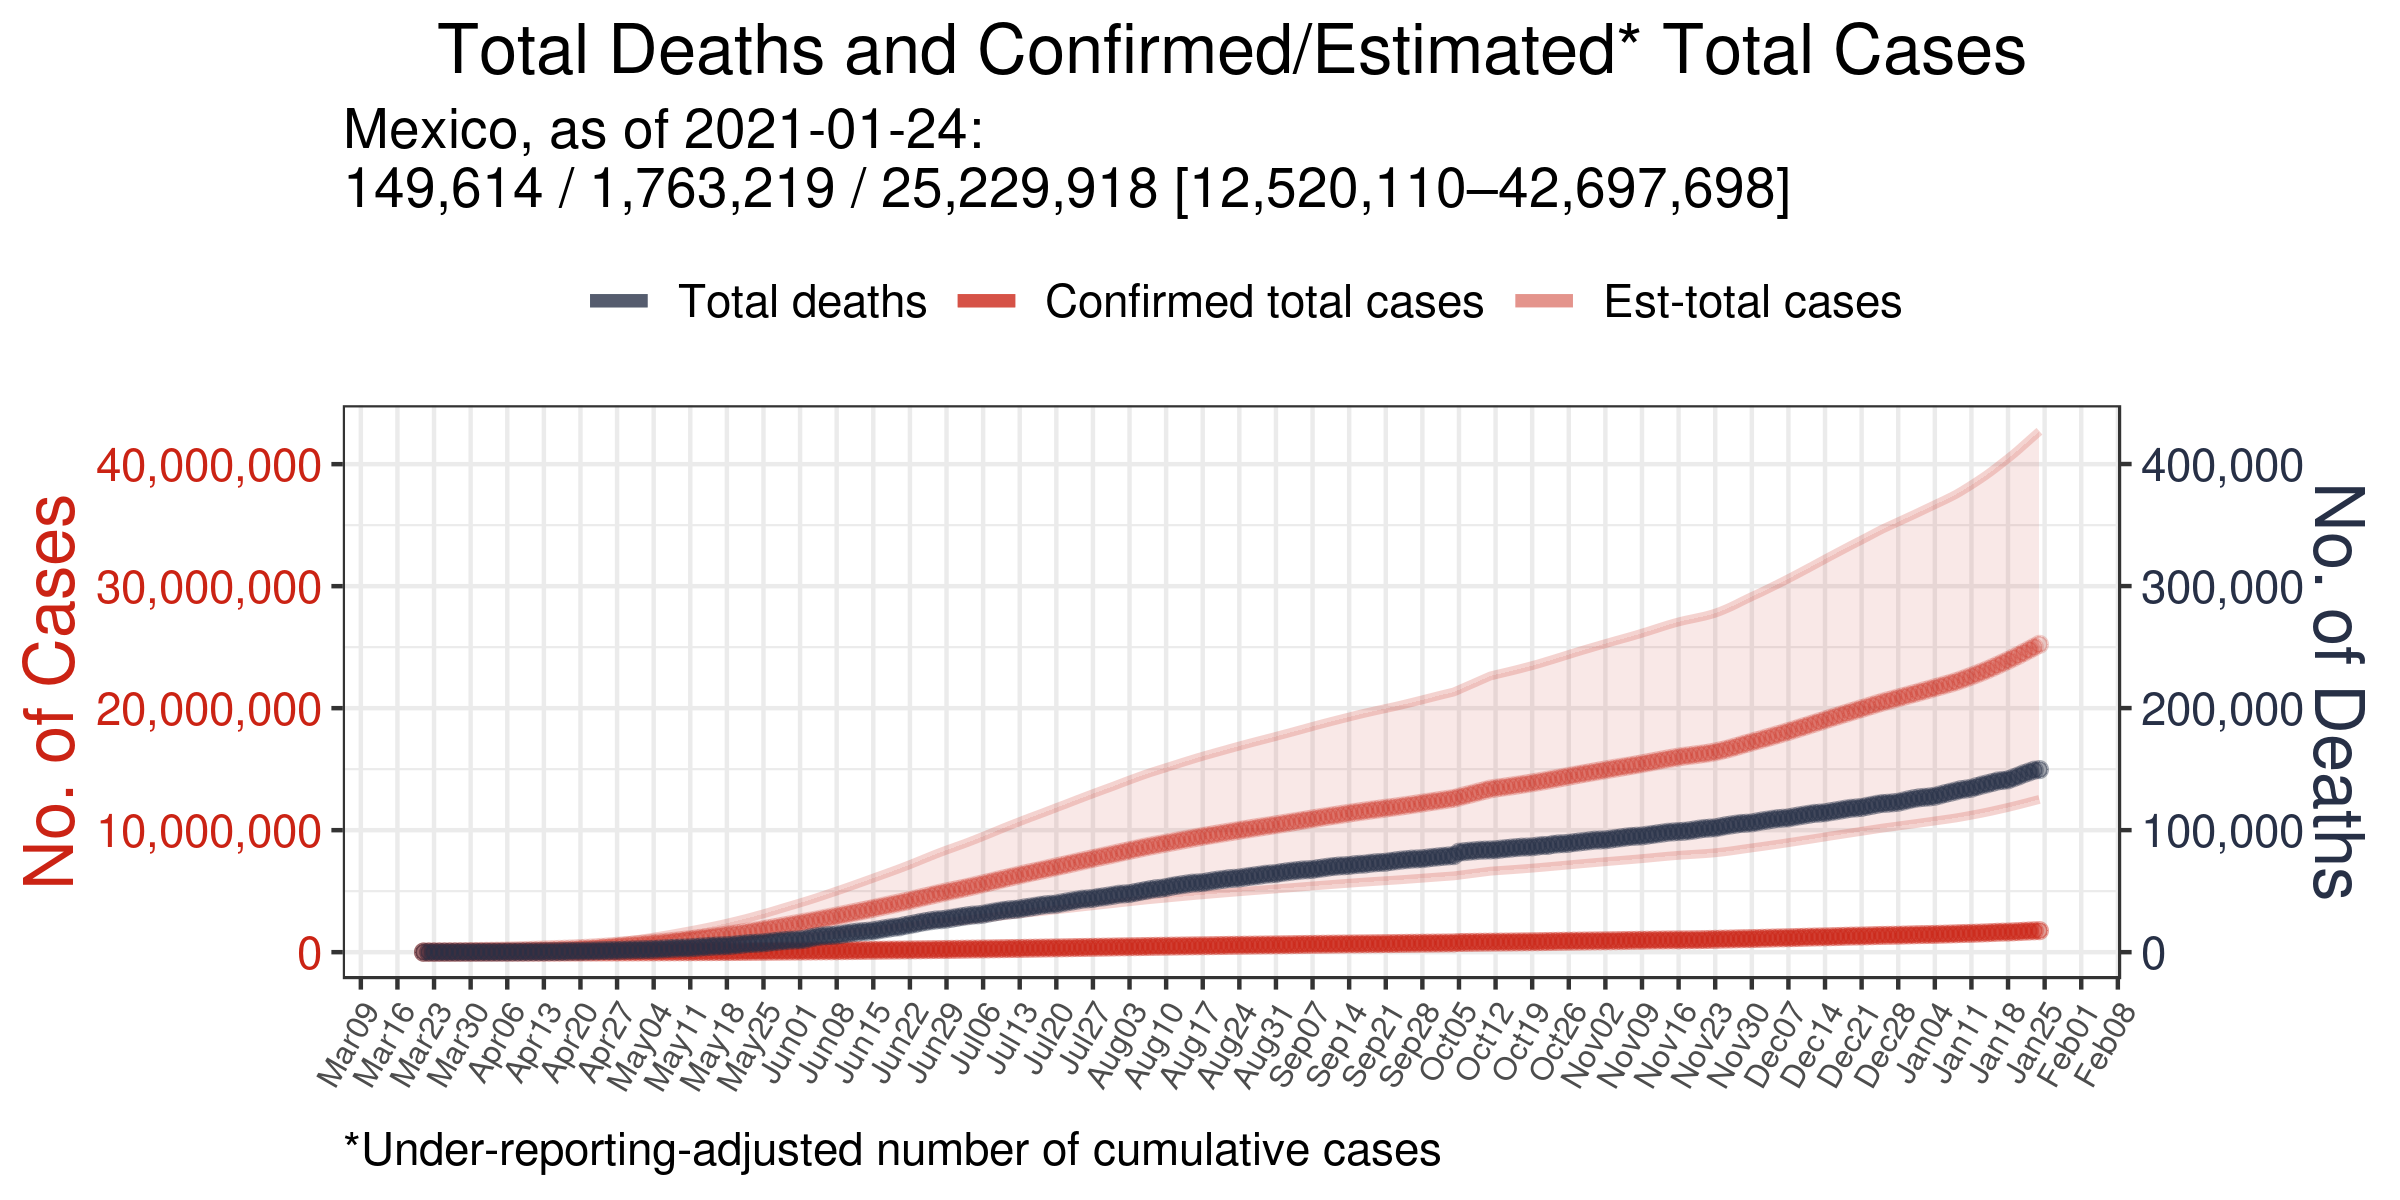 Total Deaths and Confirmed/Estimated* Total Cases
Mexico, as of 2021-01-24:
149,614 / 1,763,219 / 25,229,918 [12,520,110–42,697,698]
Total deaths
Confirmed total cases
Est-total cases
No. of Cases
40,000,000
30,000,000
20,000,000
10,000,000
0
400,000
300,000
200,000
100,000
0
No. of Deaths
Mar09
Mar16
Mar23
Mar30
Apr06
Apr13
Apr20
Apr27
May04
May11
May18
May25
Jun01
Jun08
Jun15
Jun22
Jun29
Jul06
Jul13
Jul20
Jul27
Aug03
Aug10
Aug17
Aug24
Aug31
Sep07
Sep14
Sep21
Sep28
Oct05
Oct12
Oct19
Oct26
Nov02
Nov09
Nov16
Nov23
Nov30
Dec07
Dec14
Dec21
Dec28
Jan04
Jan11
Jan18
Jan25
Feb01
Feb08
*Under-reporting-adjusted number of cumulative cases